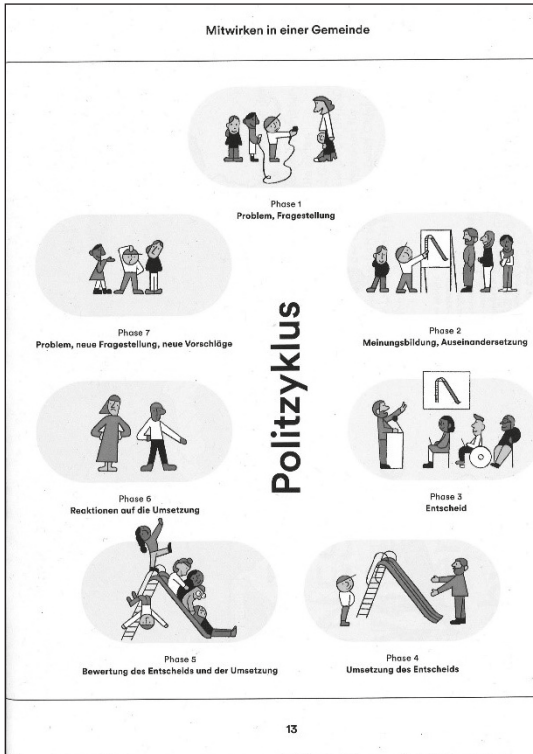 Mitwirken in einer Gemeinde
Phase 1
Problem, Fragestellung
Phase 2
Meinungsbildung, Auseinandersetzung
Phase 3
Entscheid
Phase 4
Umsetzung des Entscheids
Phase 5
Bewertung des Entscheids und der Umsetzung
Phase 6
Reaktionen auf die Umsetzung
Phase 7
Problem, neue Fragestellung, neue Vorschläge
Politzyklus
13